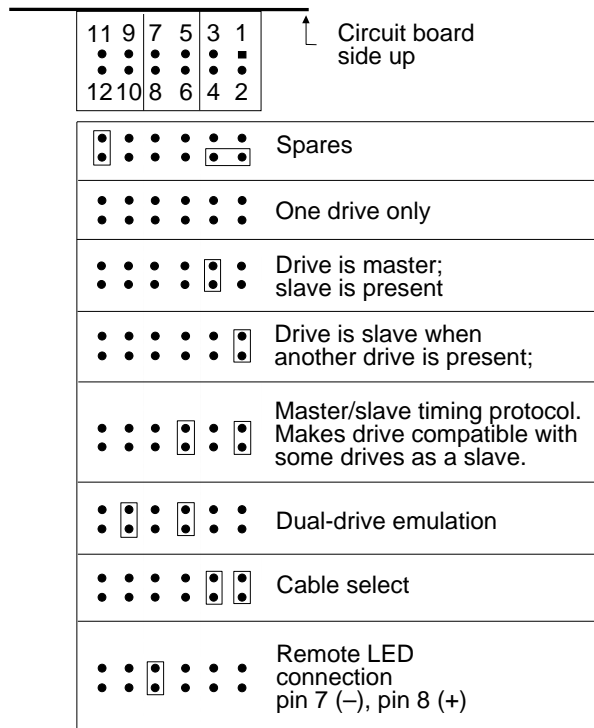 11 9 7 5 3 1
12 10 8 6 4 2
Circuit board
side up
Spares
One drive only
Drive is master;
slave is present
Drive is slave when
another drive is present;
Master/slave timing protocol.
Makes drive compatible with
some drives as a slave.
Dual-drive emulation
Cable select
Remote LED
connection
pin 7 (–), pin 8 (+)